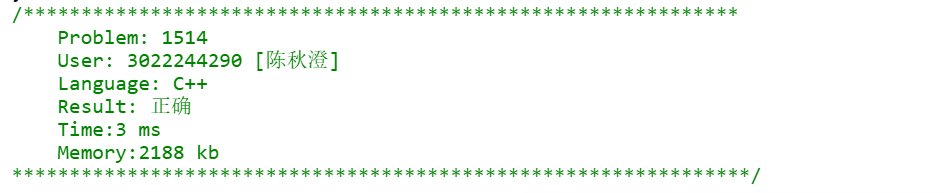 /**************************************************************
Problem: 1514
User: 3022244290 [陈秋澄]
Language: C++
Result: 正确
Time:3 ms
Memory:2188 kb
****************************************************************/